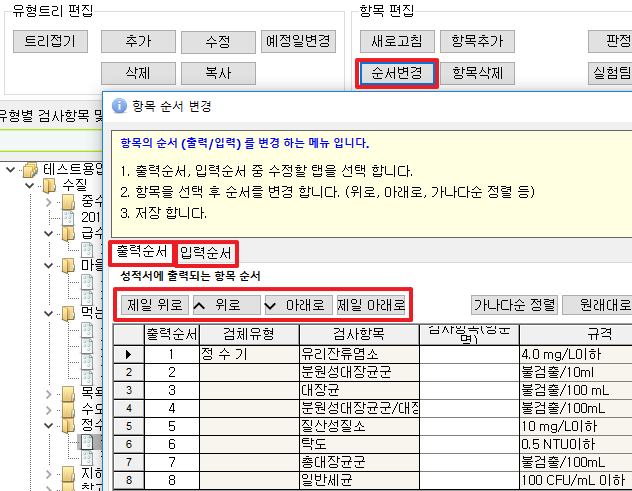 유형트리 편집
항목 편집
트리접기 추가 수정 예정일변경 새로고침 항목추가 판정
삭제 복사 순서변경 항목삭제 실험팀
유형별 검사항목 및
항목 순서 변경
항목의 순서 (출력/입력) 를 변경 하는 메뉴 입니다.
1. 출력순서, 입력순서 중 수정할 탭을 선택 합니다.
2. 항목을 선택 후 순서를 변경 합니다. (위로, 아래로, 가나다순 정렬 등)
3. 저장 합니다.
테스트용입
수질
중수
201
급수
마을
먹는
목욕
수도
정수
지하
출력순서 입력순서
성적서에 출력되는 항목 순서
제일 위로 위로 아래로 제일 아래로 가나다순 정렬 원래대로
출력순서 검체유형 검사항목 검사항목(영문명) 규격
1 정 수 기 유리잔류염소 4.0 mg/L이하
2 2 분원성대장균군 불검출/10ml
3 3 대장균 불검출/100 mL
4 4 분원성대장균군/대장 불검출/100mL
5 5 질산성질소 10 mg/L이하
6 6 탁도 0.5 NTU이하
7 7 총대장균군 불검출/100mL
8 8 일반세균 100 CFU/mL 이하